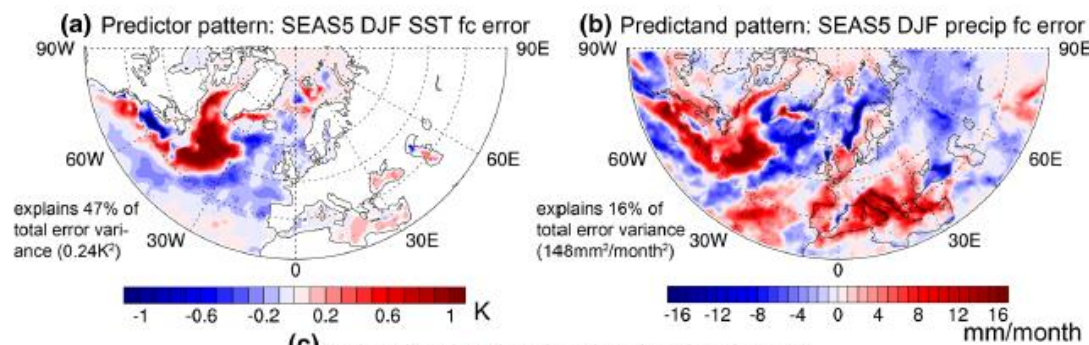 (a) Predictor pattern: SEAS5 DJF SST fc error
90W
90E
60W
60E
30W
30E
0
explains 47% of
total error vari-
ance (0.24K²)
-1 -0.6 -0.2 0.2 0.6 1 K
(b) Predictand pattern: SEAS5 DJF precip fc error
90W
90E
60W
60E
30W
30E
0
explains 16% of
total error variance
(148mm²/month²)
-16 -12 -8 -4 0 4 8 12 16
mm/month
(c)